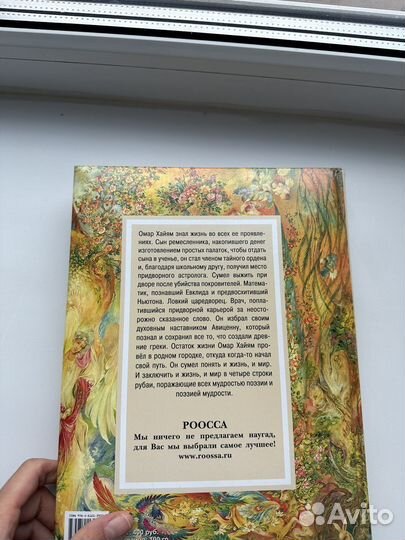 Омар Хайям знал жизнь во всех ее проявле-
ниях. Сын ремесленника, накопившего денег
изготовлением простых палаток, чтобы отдать
сына в ученье, он стал членом тайного ордена
и, благодаря школьному другу, получил место
придворного астролога. Сумел выжить при
дворе после убийства покровителей. Матема-
тик, познавший Евклида и предвосхитивший
Ньютона. Ловкий царедворец. Врач, попла-
тившийся придворной карьерой за неосто-
рожно сказанное слово. Он избрал своим
духовным наставником Авиценну, который
познал и сохранил все то, что создали древ-
ние греки. Остаток жизни Омар Хайям про-
вёл в родном городке, откуда когда-то начал
свой путь. Он сумел понять и жизнь, и мир.
И заключить и жизнь, и мир в четыре строки
рубаи, поражающие всех мудростью поэзии и
поэзией мудрости.
РООССА
Мы ничего не предлагаем наугад,
для Вас мы выбрали самое лучшее!
www.roossa.ru
руб.
Avito